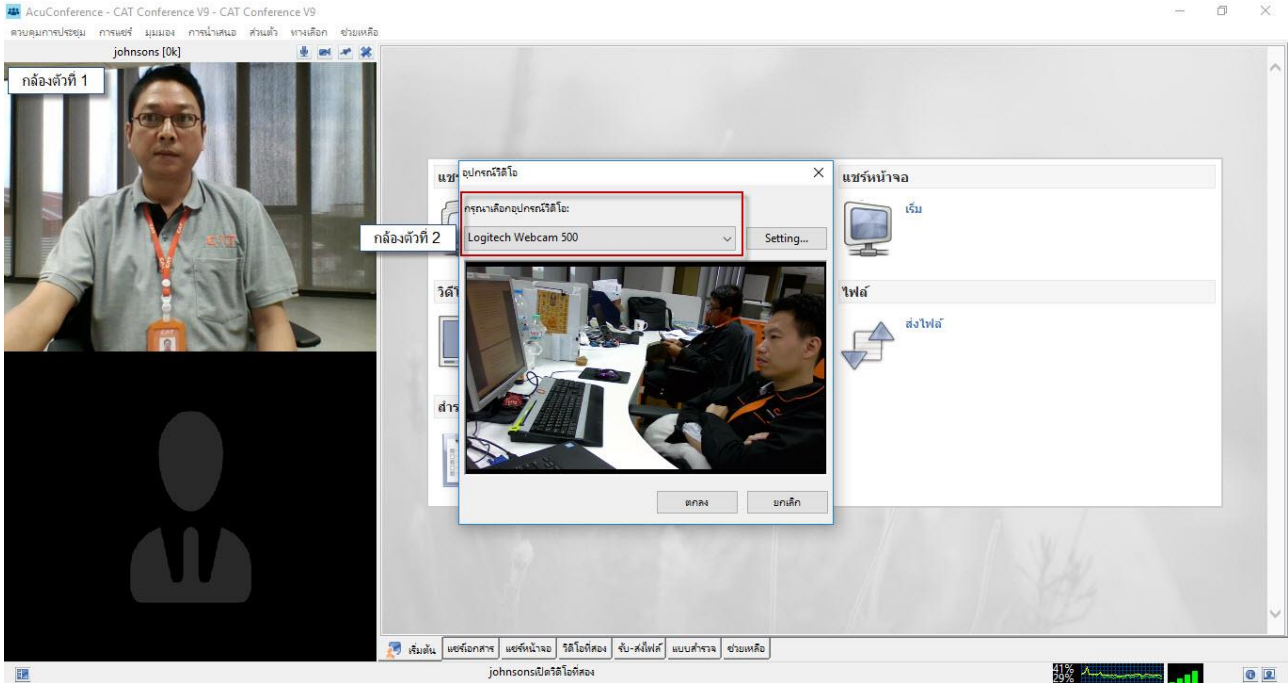 AcuConference - CAT Conference V9 - CAT Conference V9
ควบคุมการประชุม การแชร์ มุมมอง การนำเสนอ ส่วนตัว ทางเลือก ช่วยเหลือ
johnsons [0k]
กล้องตัวที่ 1
CAT
แชร์
อุปกรณ์วิดีโอ
แชร์หน้าจอ
กรุณาเลือกอุปกรณ์วิดีโอ:
เริ่ม
กล้องตัวที่ 2
Logitech Webcam 500
Setting...
วิดีโ
ไฟล์
ส่งไฟล์
สำร
ตกลง
ยกเลิก
เริ่มต้น แชร์เอกสาร แชร์หน้าจอ วิดีโอที่สอง รับ-ส่งไฟล์ แบบสำรวจ ช่วยเหลือ
johnsonsเปิดวิดีโอที่สอง
41%
29%